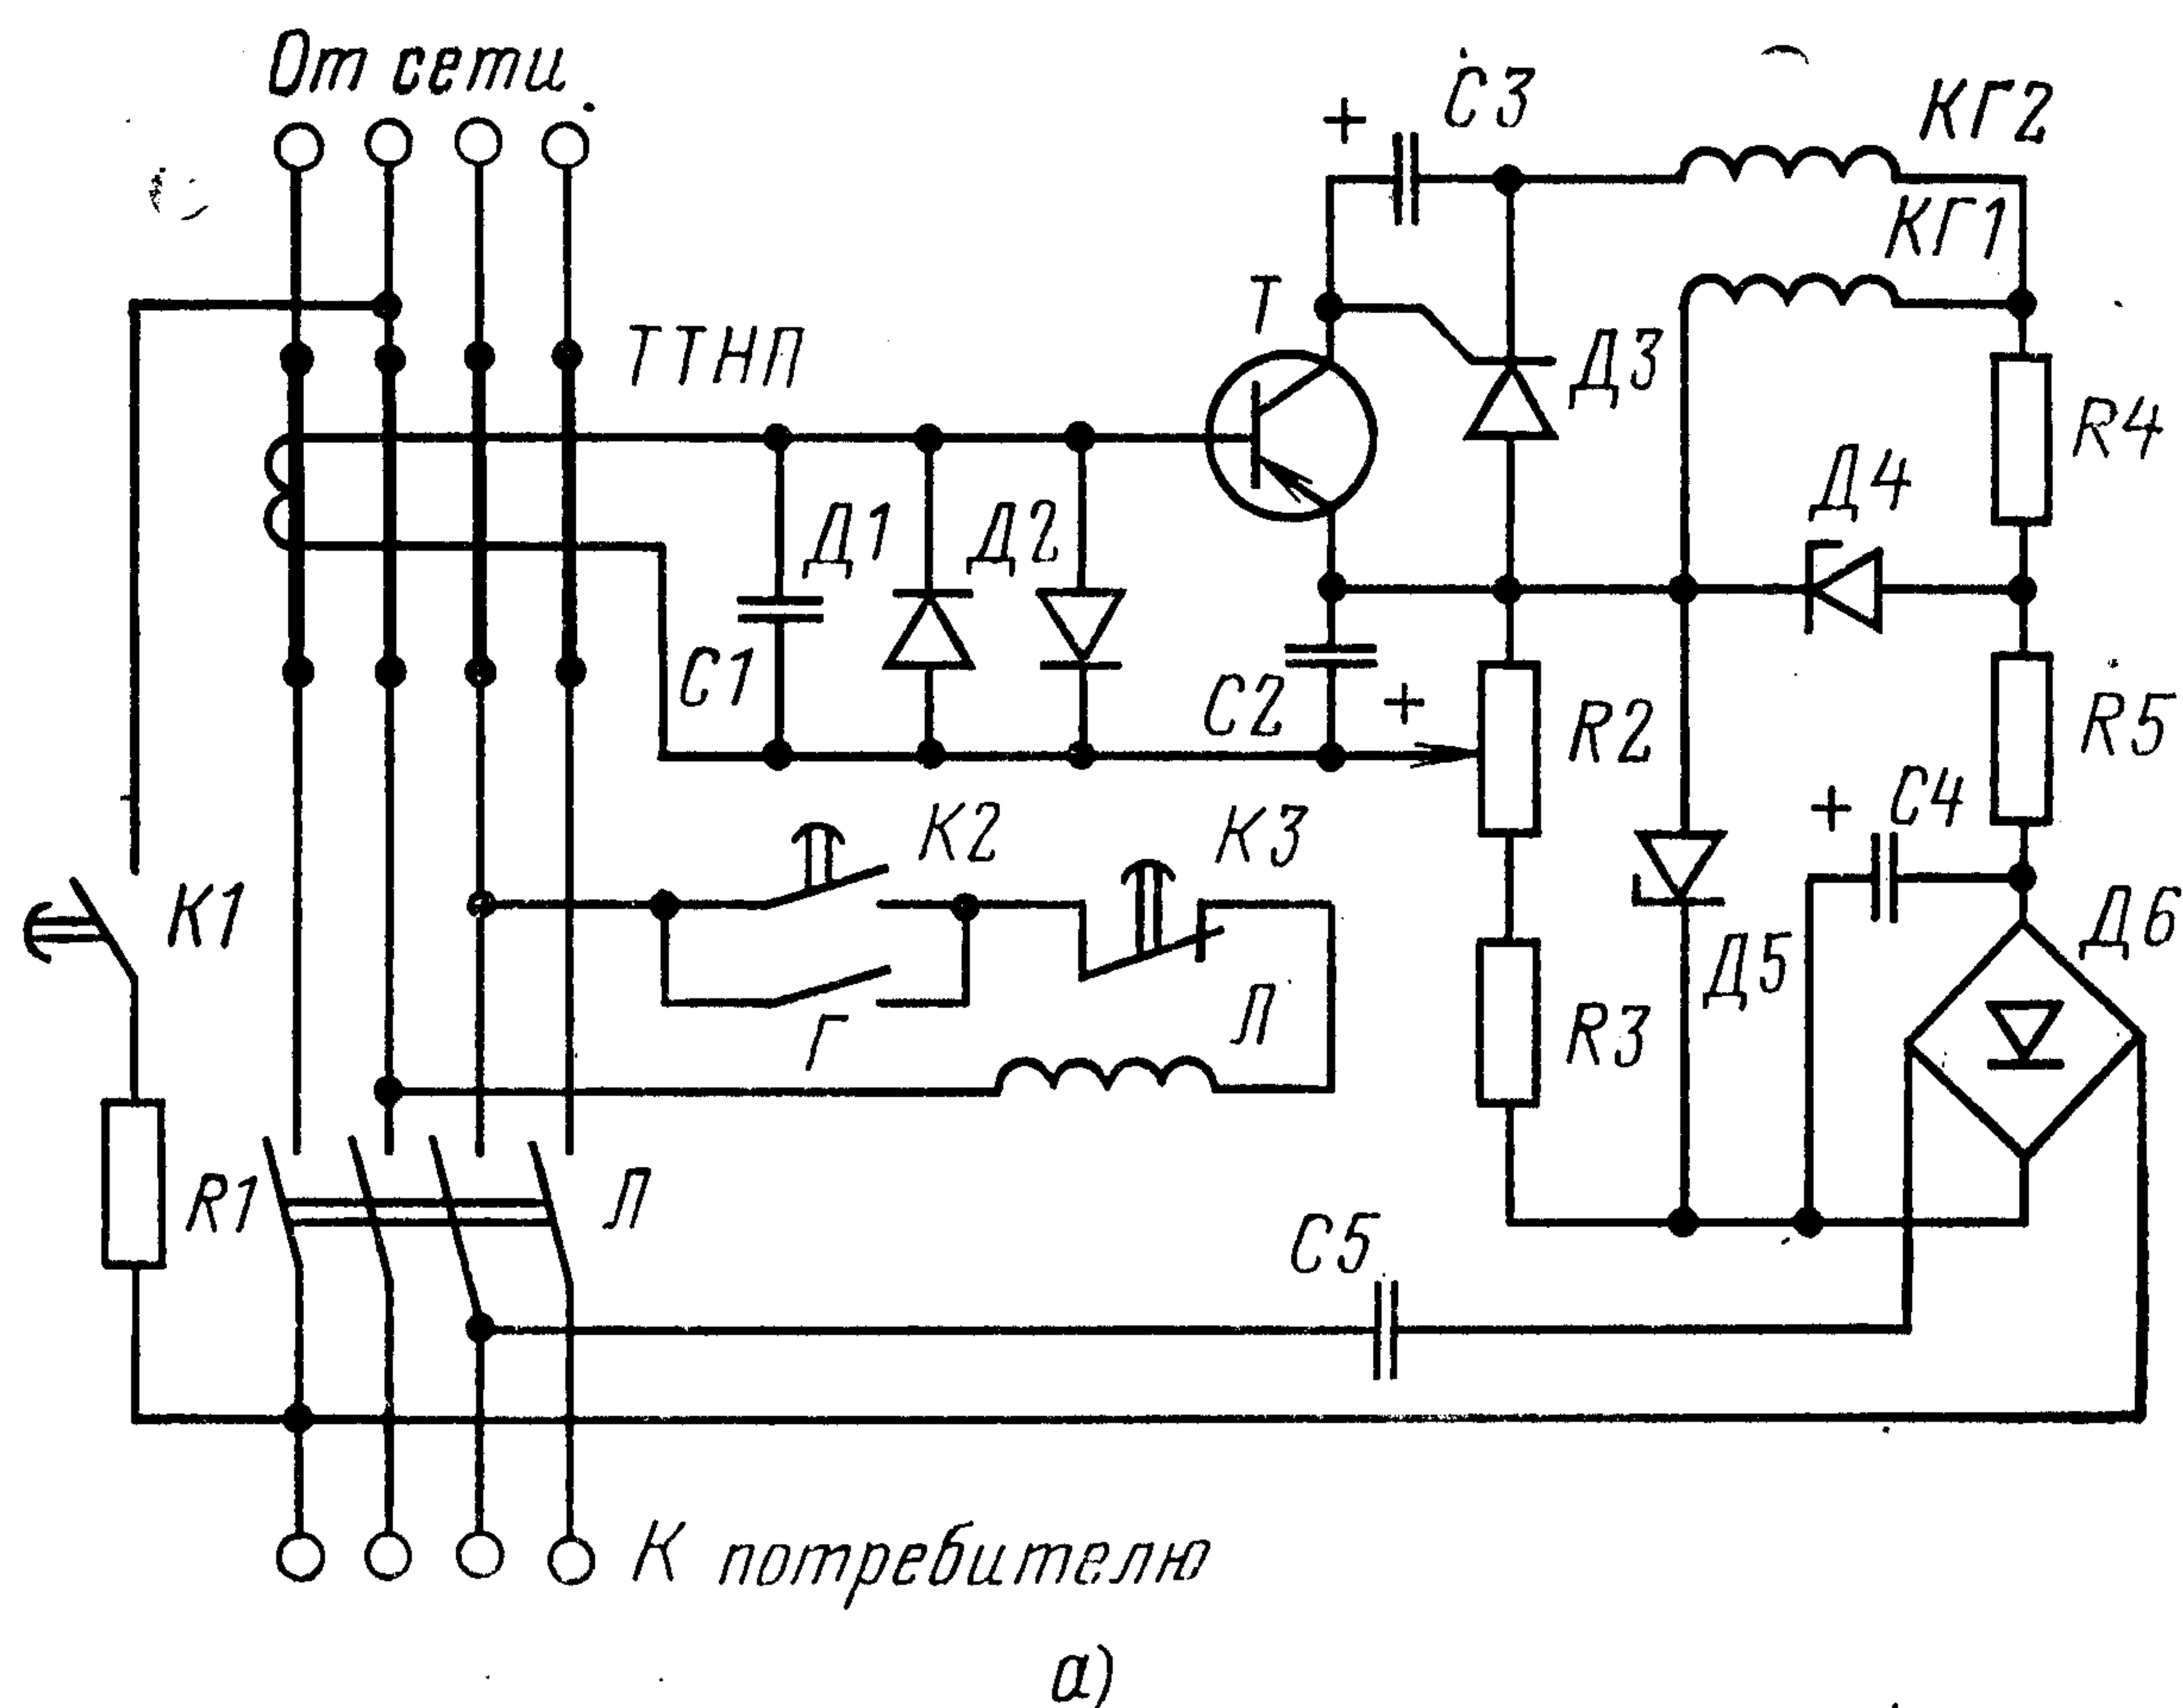 От сети
+
С3
КГ2
КГ1
Т
ТТНП
Д3
R4
Д4
Д1
Д2
С1
С2
+
R2
R5
+
С4
К2
К3
К1
Д6
Д5
Г
Л
R3
R1
Л
С5
К потребителю
а)